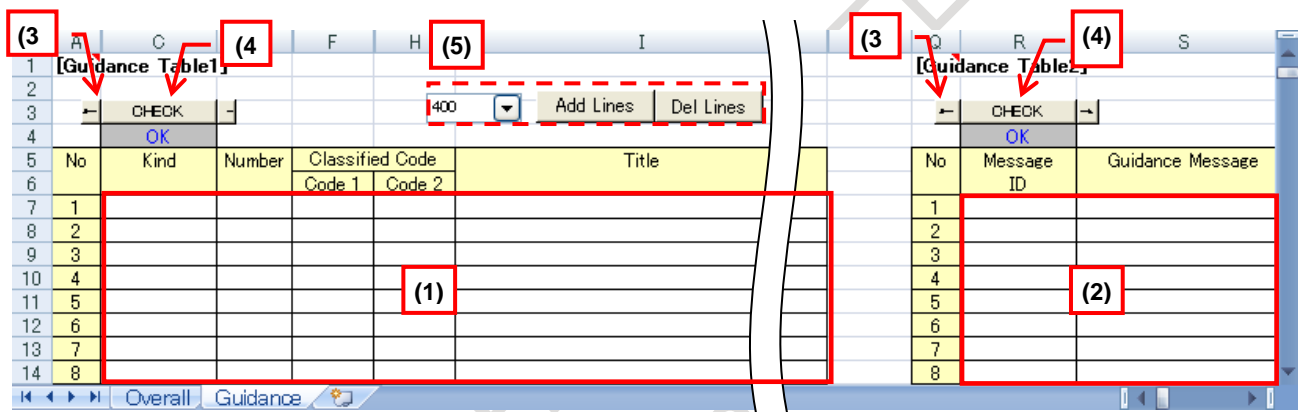 (3 A C (4 F H (5) I (3 Q R (4) S
1 [Guidance Table1] [Guidance Table2]
2
3 CHECK 400 Add Lines Del Lines CHECK
4 OK OK
5 No Kind Number Classified Code Title No Message Guidance Message
6 Code 1 Code 2 ID
7 1 1
8 2 2
9 3 3
10 4 4
11 5 (1) 5 (2)
12 6 6
13 7 7
14 8 8
Overall Guidance